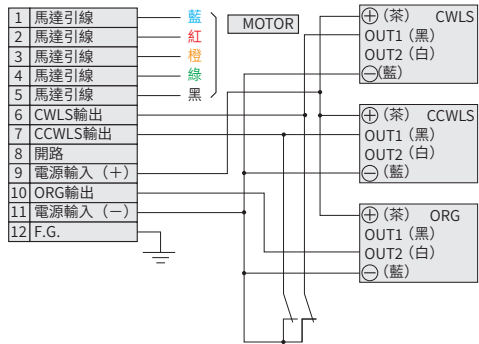 1 馬達引線 藍
2 馬達引線 紅
3 馬達引線 橙
4 馬達引線 綠
5 馬達引線 黑
6 CWLS輸出
7 CCWLS輸出
8 開路
9 電源輸入（＋）
10 ORG輸出
11 電源輸入（－）
12 F.G.
MOTOR
⊕（茶） CWLS
OUT1（黑）
OUT2（白）
⊖(藍）
⊕（茶） CCWLS
OUT1（黑）
OUT2（白）
⊖（藍）
⊕（茶） ORG
OUT1（黑）
OUT2（白）
⊖（藍）